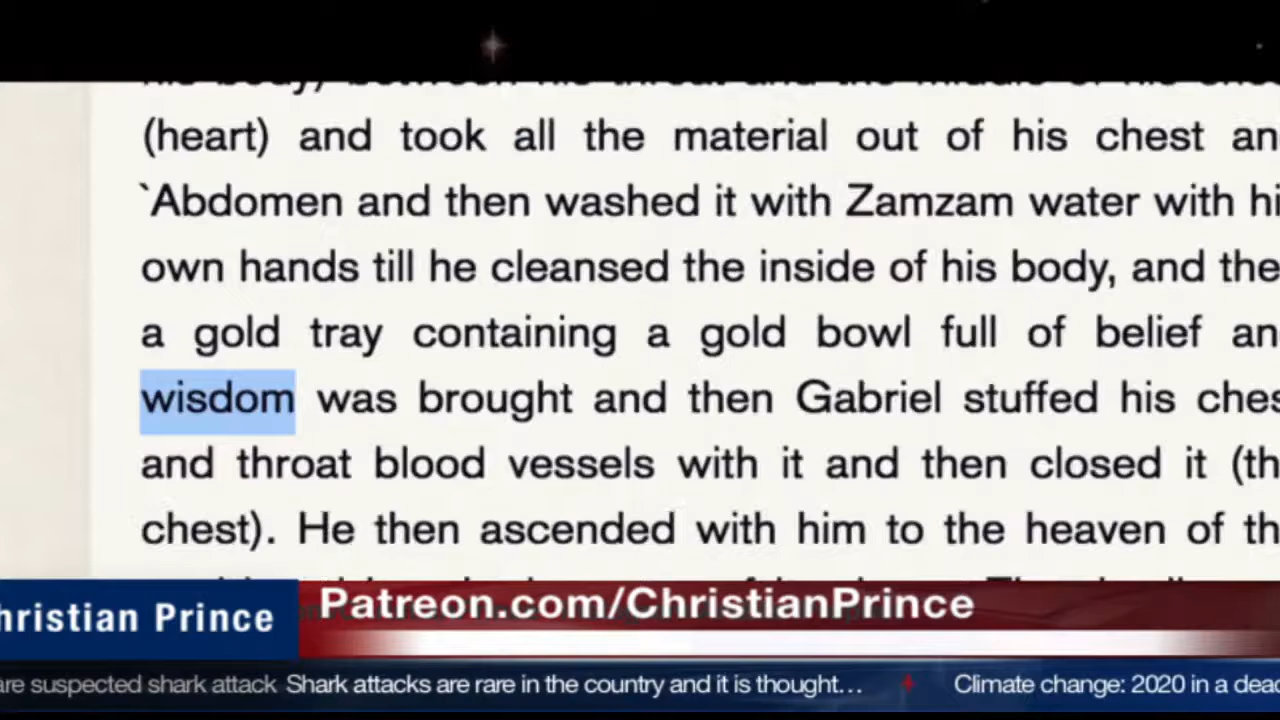 (heart) and took all the material out of his chest an
`Abdomen and then washed it with Zamzam water with hi
own hands till he cleansed the inside of his body, and the
a gold tray containing a gold bowl full of belief an
wisdom was brought and then Gabriel stuffed his ches
and throat blood vessels with it and then closed it (th
chest). He then ascended with him to the heaven of th
hristian Prince
Patreon.com/ChristianPrince
are suspected shark attack Shark attacks are rare in the country and it is thought… Climate change: 2020 in a dead